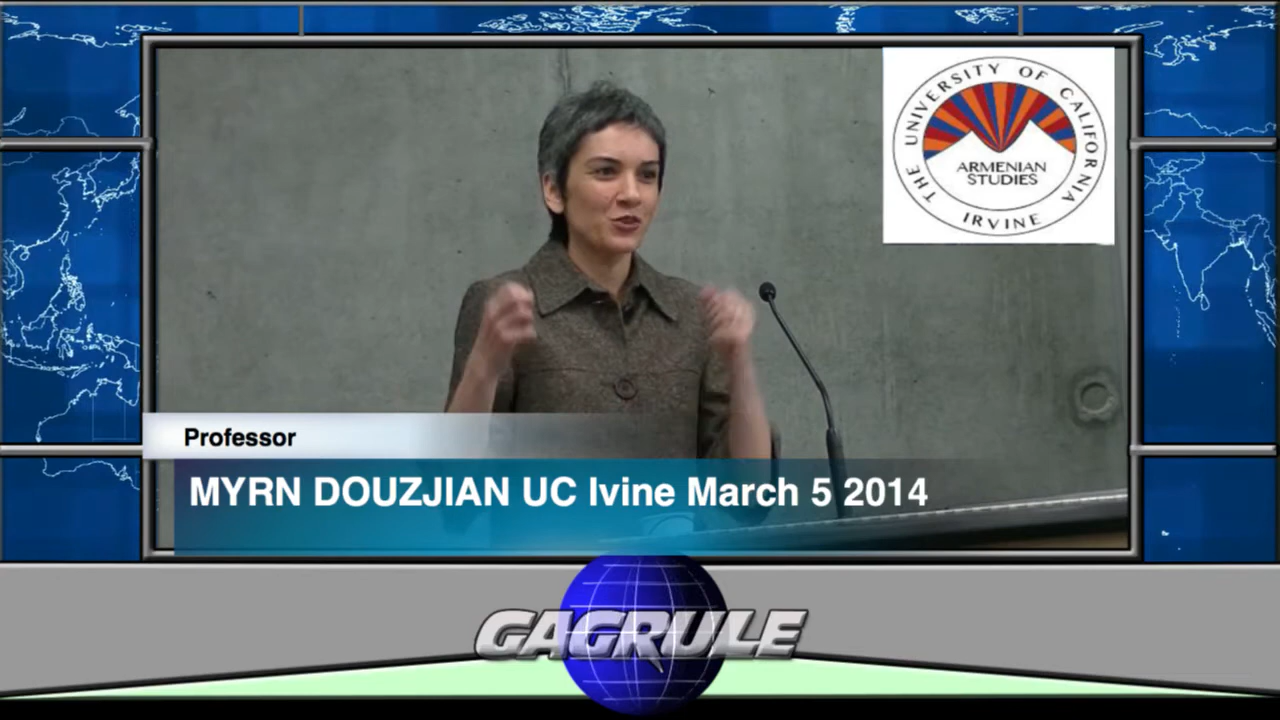 THE UNIVERSITY OF CALIFORNIA
ARMENIAN
STUDIES
IRVINE
Professor
MYRN DOUZJIAN UC Ivine March 5 2014
GAGRULE